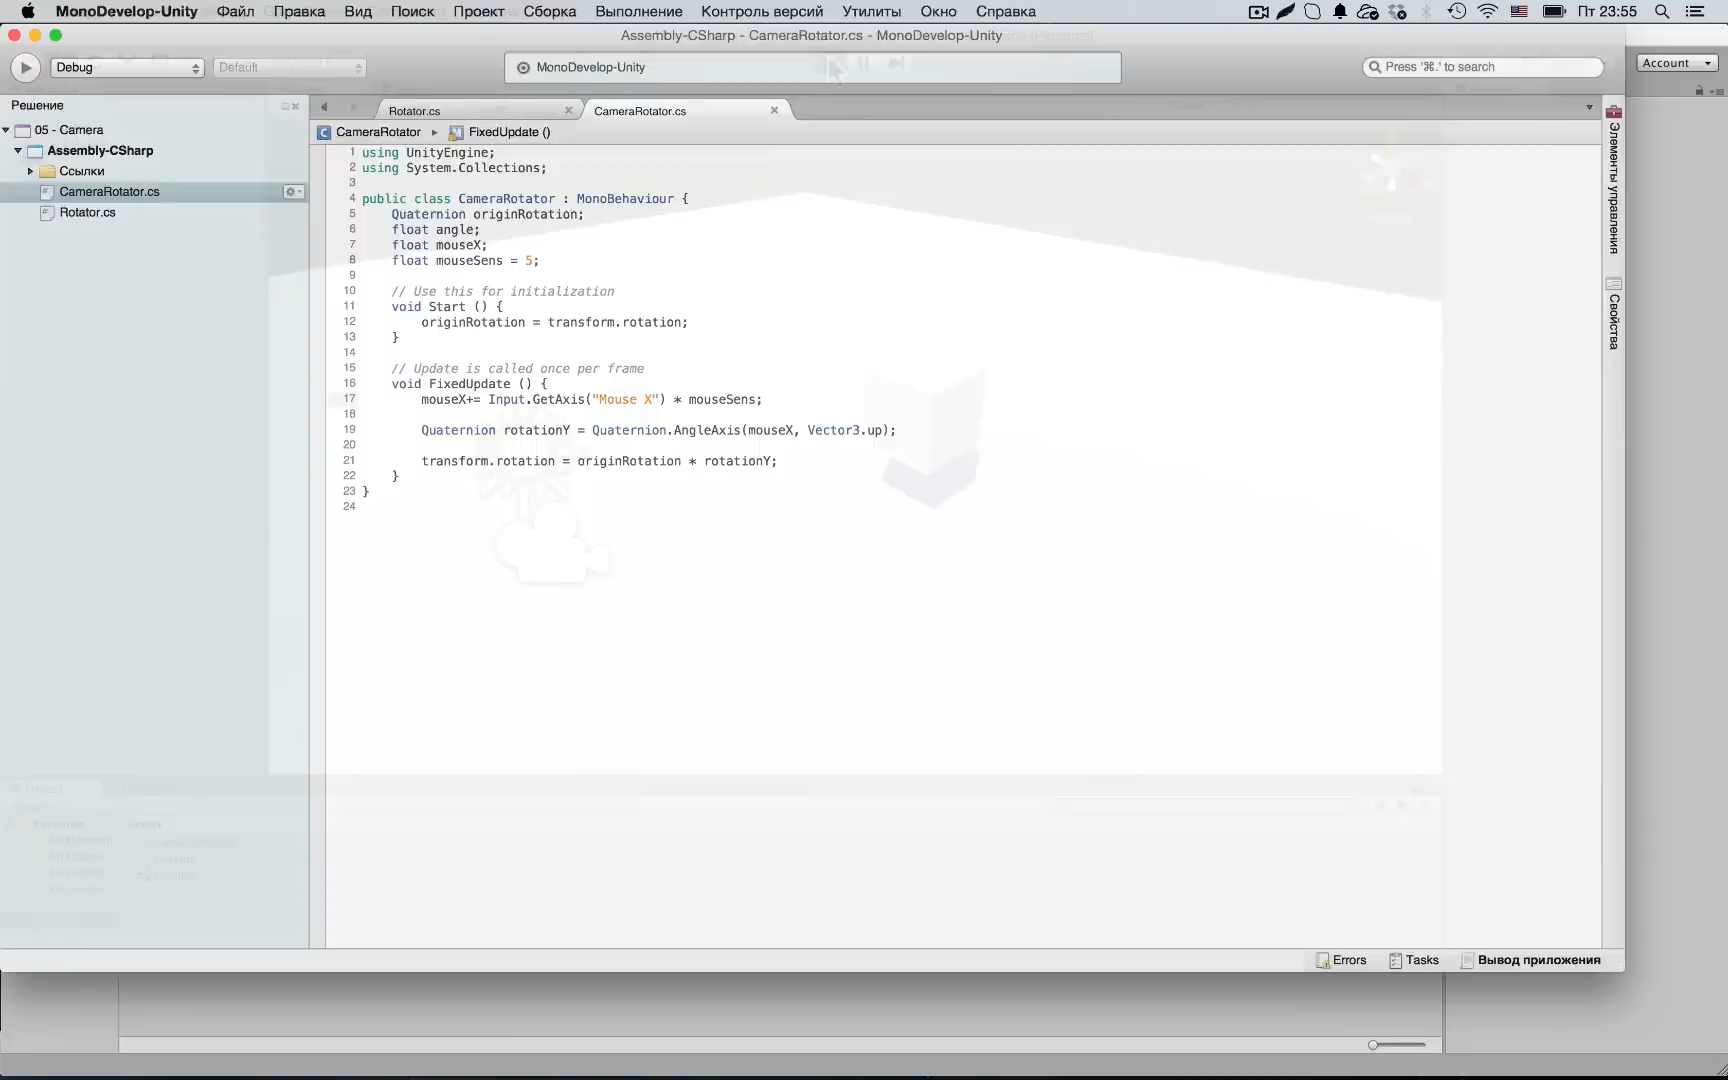 MonoDevelop-Unity Файл Правка Вид Поиск Проект Сборка Выполнение Контроль версий Утилиты Окно Справка Пт 23:55
Assembly-CSharp - CameraRotator.cs - MonoDevelop-Unity
Debug Default MonoDevelop-Unity Press '⌘.' to search Account
Решение
05 - Camera
Assembly-CSharp
Ссылки
CameraRotator.cs
Rotator.cs
Rotator.cs CameraRotator.cs
CameraRotator FixedUpdate ()
1 using UnityEngine;
2 using System.Collections;
3
4 public class CameraRotator : MonoBehaviour {
5 Quaternion originRotation;
6 float angle;
7 float mouseX;
8 float mouseSens = 5;
9
10 // Use this for initialization
11 void Start () {
12 originRotation = transform.rotation;
13 }
14
15 // Update is called once per frame
16 void FixedUpdate () {
17 mouseX+= Input.GetAxis("Mouse X") * mouseSens;
18
19 Quaternion rotationY = Quaternion.AngleAxis(mouseX, Vector3.up);
20
21 transform.rotation = originRotation * rotationY;
22 }
23 }
24
Элементы управления
Свойства
Errors Tasks Вывод приложения